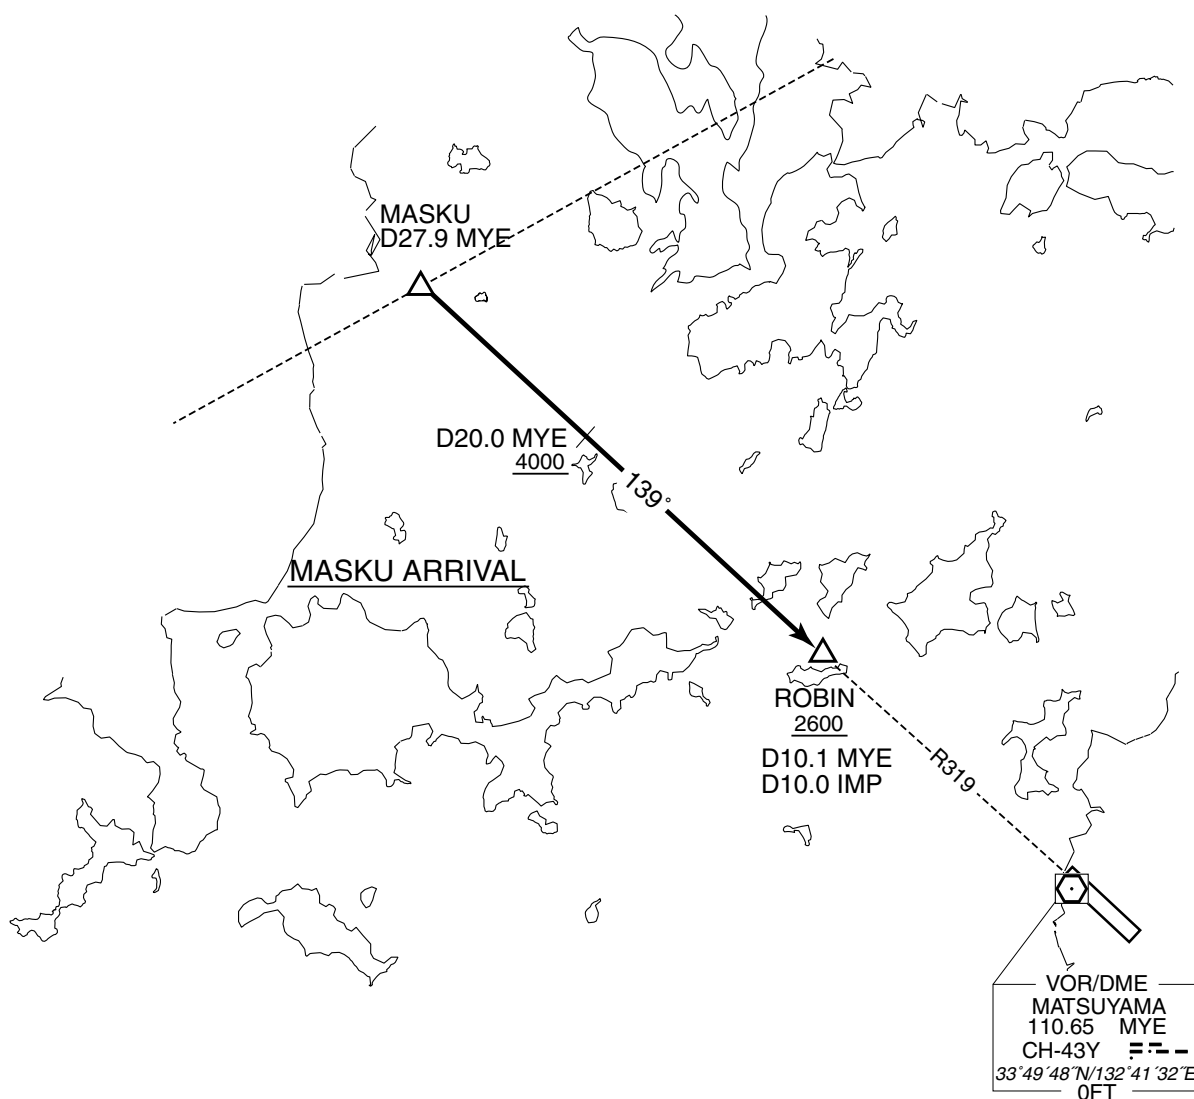 MASKU
D27.9 MYE
D20.0 MYE
4000
139°
MASKU ARRIVAL
ROBIN
2600
D10.1 MYE
D10.0 IMP
R319
VOR/DME
MATSUYAMA
110.65 MYE
CH-43Y
33°49´48˝N/132°41´32˝E
0FT